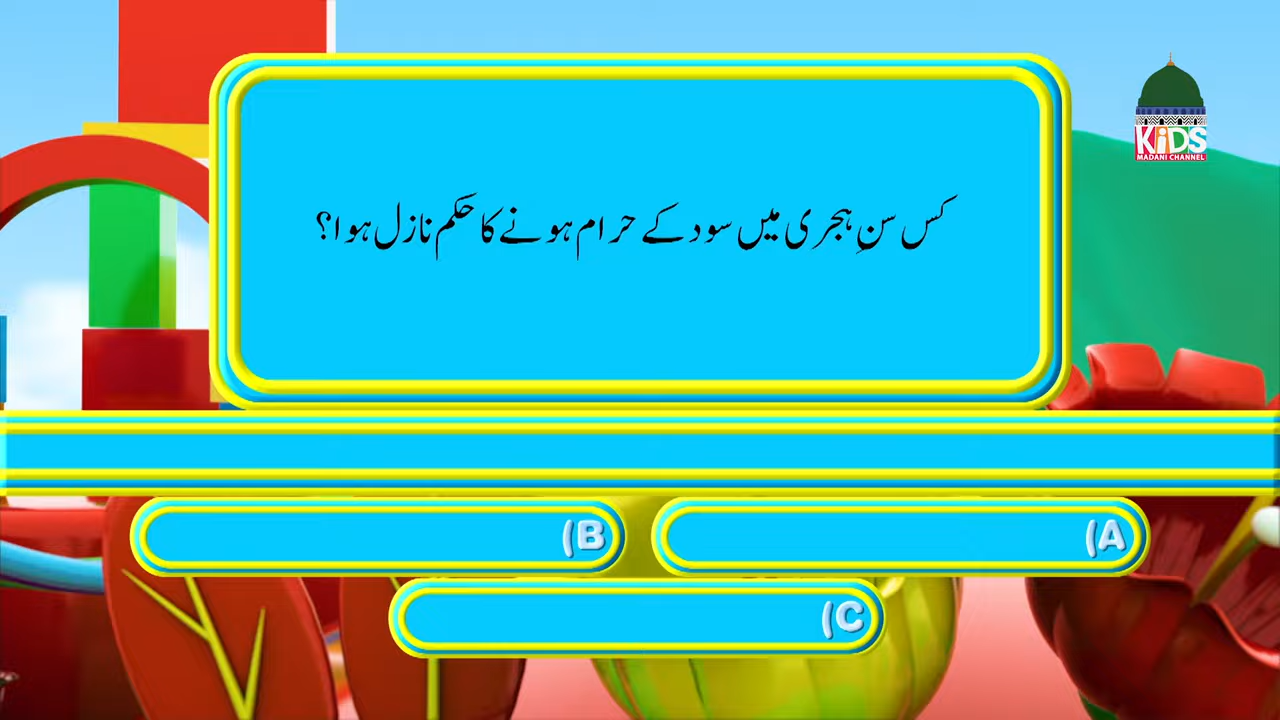 کس سنِ ہجری میں سود کے حرام ہونے کا حکم نازل ہوا؟
KiDS
MADANI CHANNEL
(A
(B
(C